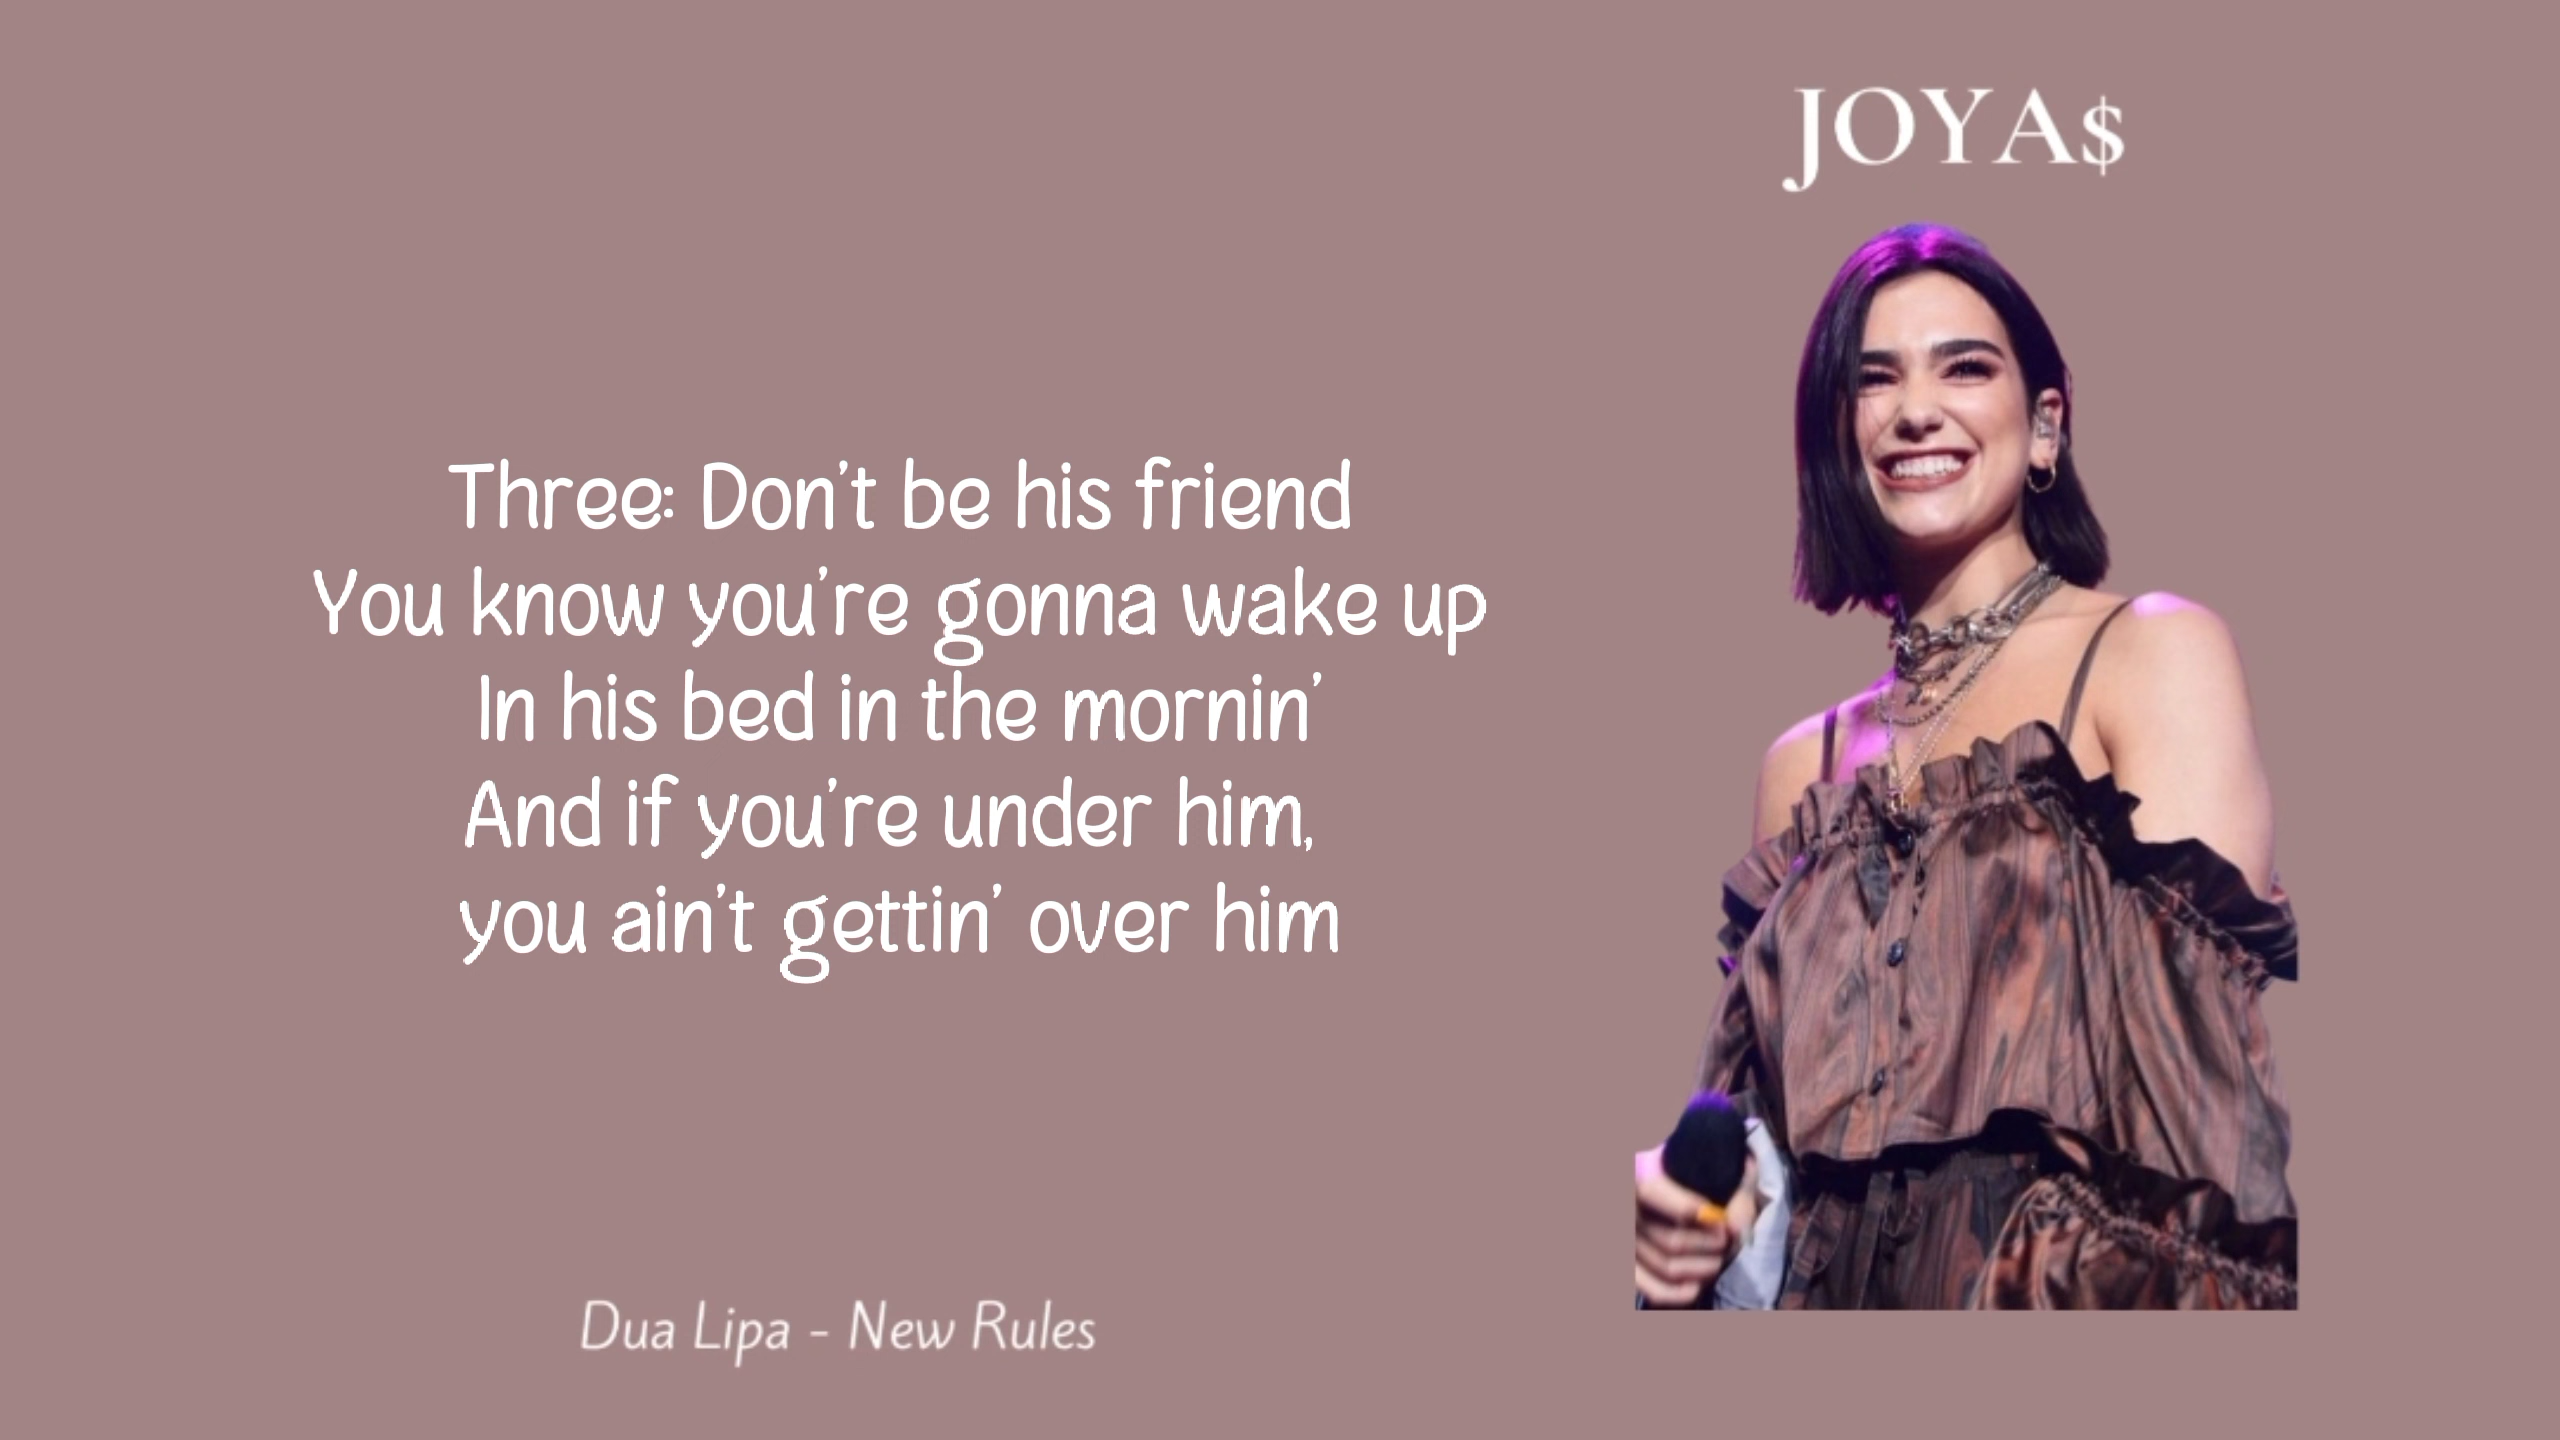 JOYA$
Three: Don't be his friend
You know you're gonna wake up
In his bed in the mornin'
And if you're under him,
you ain't gettin' over him
Dua Lipa - New Rules